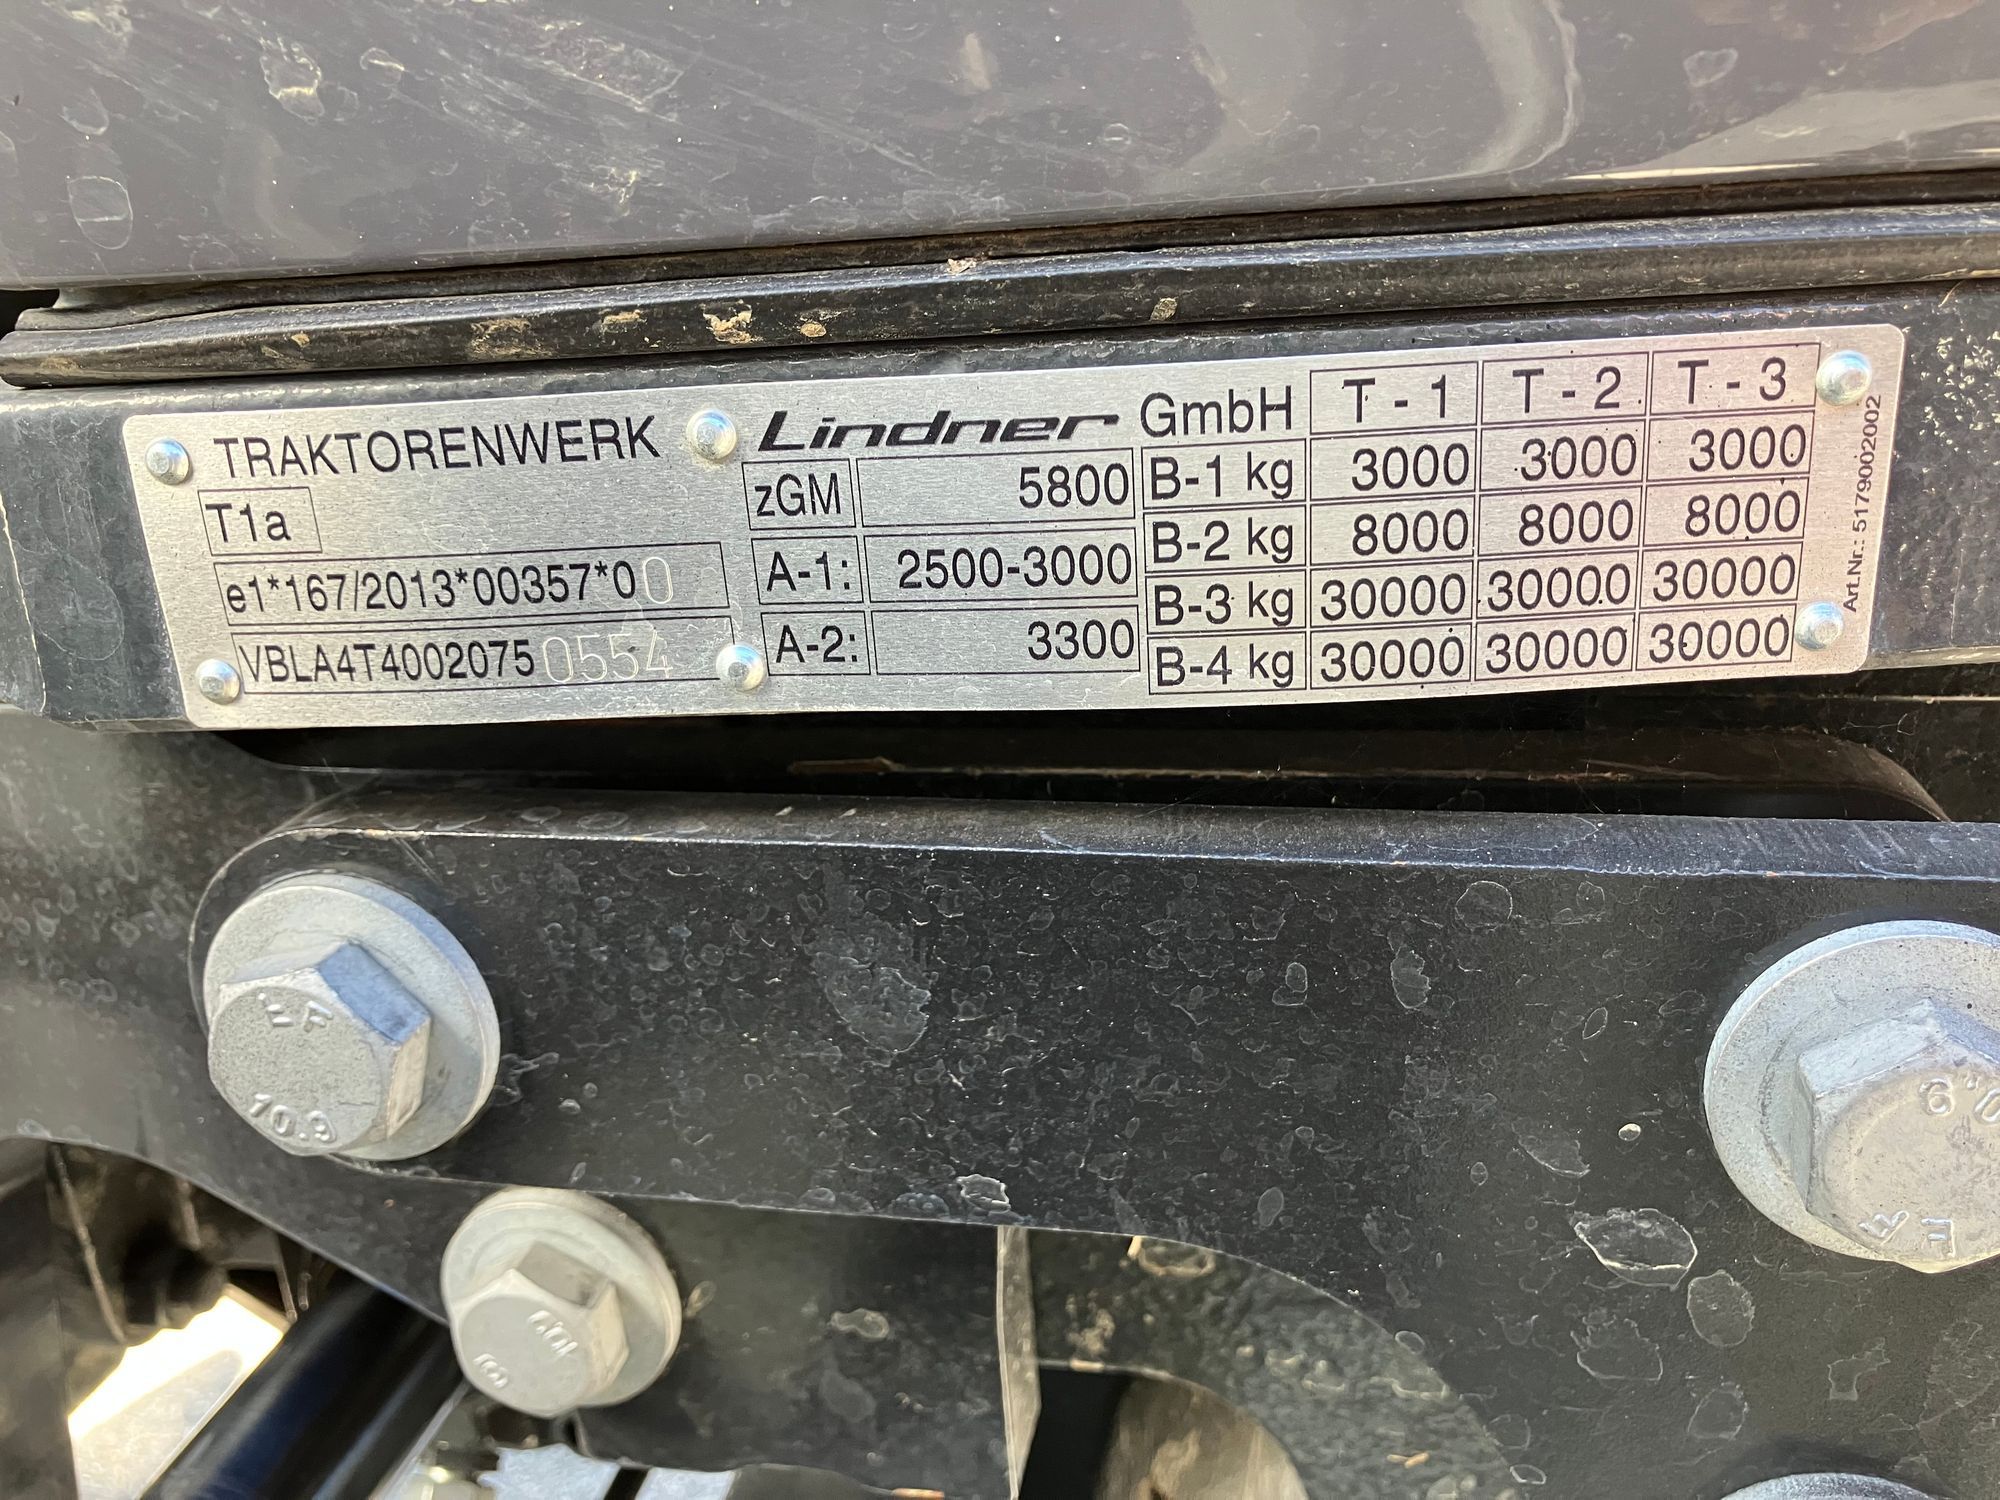 TRAKTORENWERK Lindner GmbH
T1a
e1*167/2013*00357*00
VBLA4T40020750554
zGM 5800
A-1: 2500-3000
A-2: 3300
T - 1 T - 2 T - 3
B-1 kg 3000 3000 3000
B-2 kg 8000 8000 8000
B-3 kg 30000 30000 30000
B-4 kg 30000 30000 30000
Art.Nr.: 5179002002
10.9